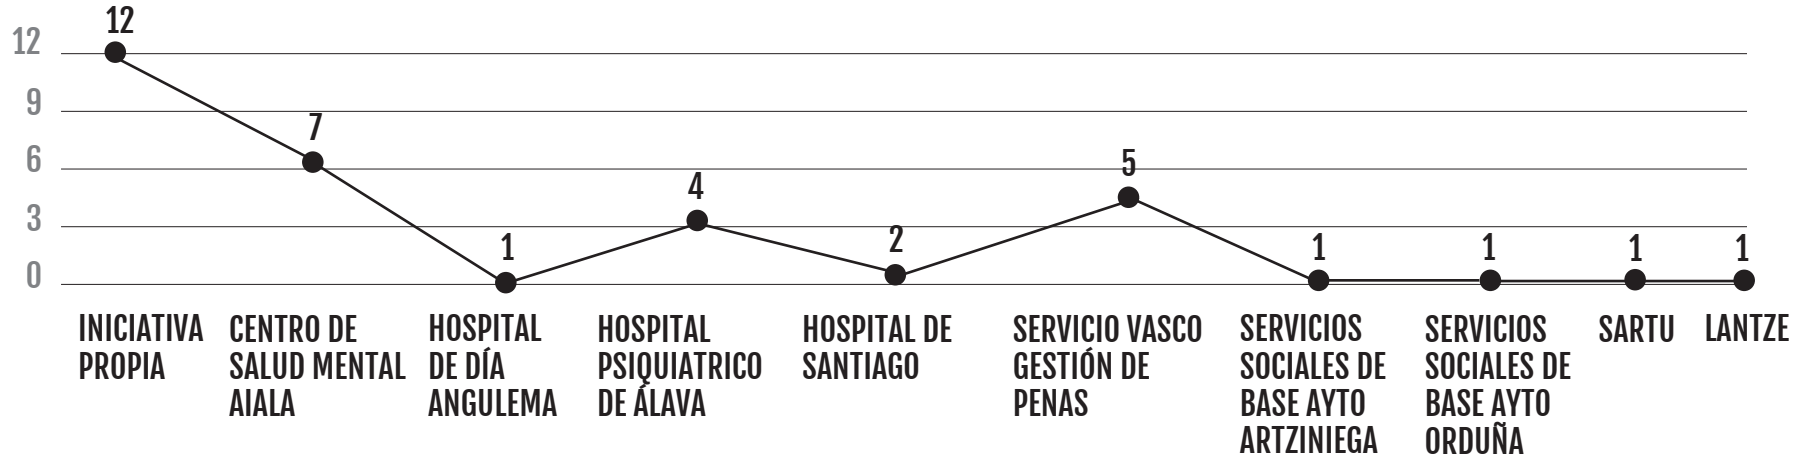 12
9
6
3
0
12
7
1
4
2
5
1
1
1
1
INICIATIVA
PROPIA
CENTRO DE
SALUD MENTAL
AIALA
HOSPITAL
DE DÍA
ANGULEMA
HOSPITAL
PSIQUIATRICO
DE ÁLAVA
HOSPITAL DE
SANTIAGO
SERVICIO VASCO
GESTIÓN DE
PENAS
SERVICIOS
SOCIALES DE
BASE AYTO
ARTZINIEGA
SERVICIOS
SOCIALES DE
BASE AYTO
ORDUÑA
SARTU
LANTZE